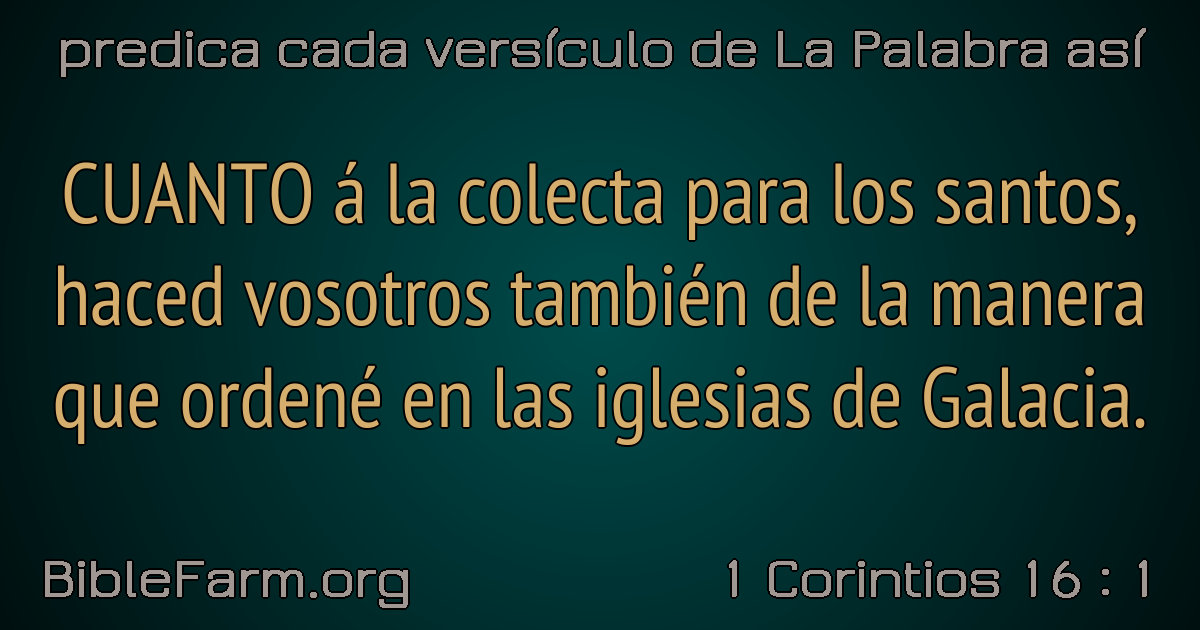 predica cada versículo de La Palabra así
CUANTO á la colecta para los santos,
haced vosotros también de la manera
que ordené en las iglesias de Galacia.
BibleFarm.org
1 Corintios 16 : 1